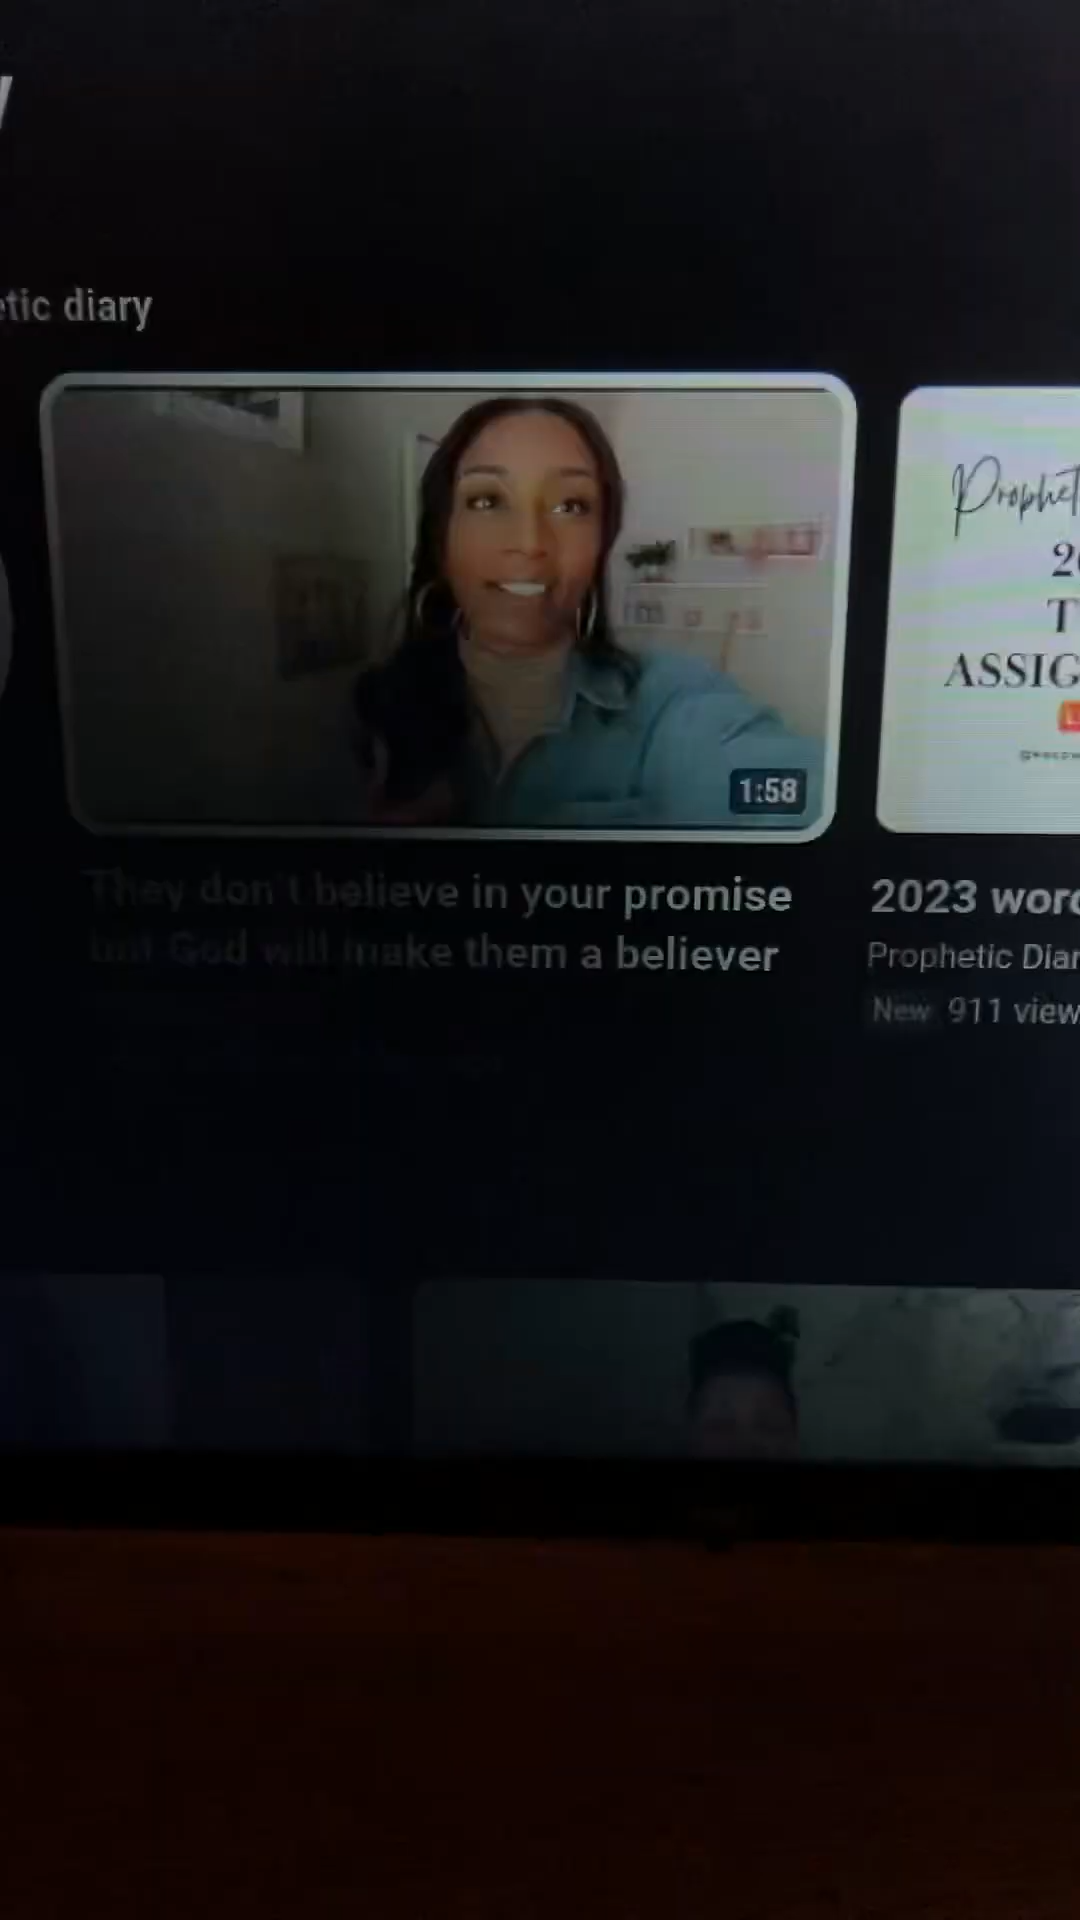 etic diary
1:58
They don't believe in your promise
but God will make them a believer
Prophet
ASSIG
2023 word
Prophetic Diar
New 911 view